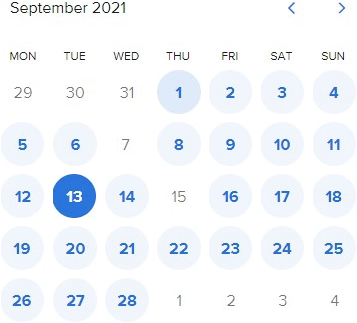 September 2021
MON TUE WED THU FRI SAT SUN
29 30 31 1 2 3 4
5 6 7 8 9 10 11
12 13 14 15 16 17 18
19 20 21 22 23 24 25
26 27 28 1 2 3 4